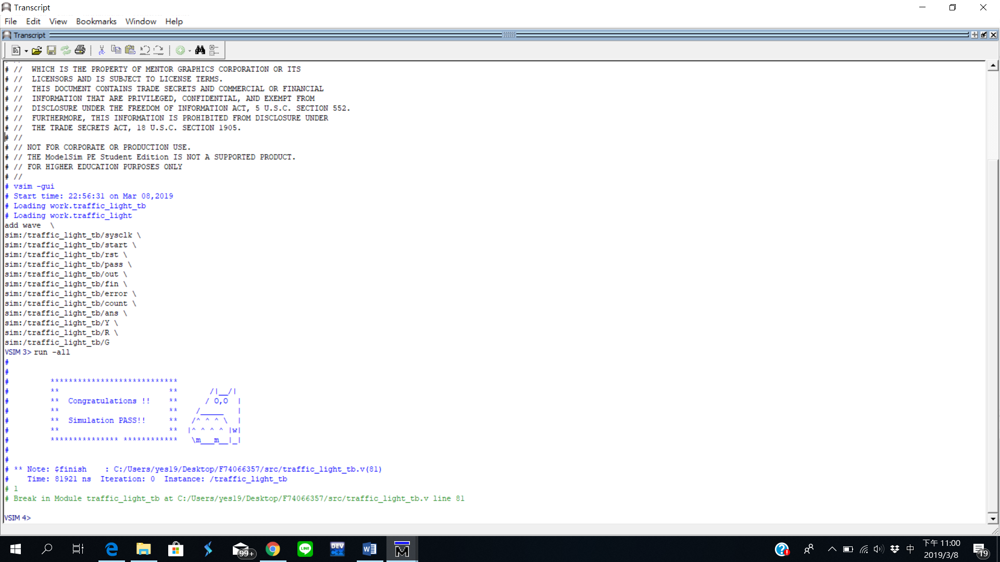 Transcript
File Edit View Bookmarks Window Help
Transcript
# // WHICH IS THE PROPERTY OF MENTOR GRAPHICS CORPORATION OR ITS
# // LICENSORS AND IS SUBJECT TO LICENSE TERMS.
# // THIS DOCUMENT CONTAINS TRADE SECRETS AND COMMERCIAL OR FINANCIAL
# // INFORMATION THAT ARE PRIVILEGED, CONFIDENTIAL, AND EXEMPT FROM
# // DISCLOSURE UNDER THE FREEDOM OF INFORMATION ACT, 5 U.S.C. SECTION 552.
# // FURTHERMORE, THIS INFORMATION IS PROHIBITED FROM DISCLOSURE UNDER
# // THE TRADE SECRETS ACT, 18 U.S.C. SECTION 1905.
# //
# // NOT FOR CORPORATE OR PRODUCTION USE.
# // THE ModelSim PE Student Edition IS NOT A SUPPORTED PRODUCT.
# // FOR HIGHER EDUCATION PURPOSES ONLY
# //
# vsim -gui
# Start time: 22:56:31 on Mar 08,2019
# Loading work.traffic_light_tb
# Loading work.traffic_light
add wave \
sim:/traffic_light_tb/sysclk \
sim:/traffic_light_tb/start \
sim:/traffic_light_tb/rst \
sim:/traffic_light_tb/pass \
sim:/traffic_light_tb/out \
sim:/traffic_light_tb/fin \
sim:/traffic_light_tb/error \
sim:/traffic_light_tb/count \
sim:/traffic_light_tb/ans \
sim:/traffic_light_tb/Y \
sim:/traffic_light_tb/R \
sim:/traffic_light_tb/G
VSIM 3> run -all
#
#
# ****************************
# ** ** /|__/|
# ** Congratulations !! ** / O,O |
# ** ** /_____ |
# ** Simulation PASS!! ** /^ ^ ^ \ |
# ** ** |^ ^ ^ ^ |w|
# *************** ************ \m___m__|_|
#
#
# ** Note: $finish : C:/Users/yes19/Desktop/F74066357/src/traffic_light_tb.v(81)
# Time: 81921 ns Iteration: 0 Instance: /traffic_light_tb
# 1
# Break in Module traffic_light_tb at C:/Users/yes19/Desktop/F74066357/src/traffic_light_tb.v line 81
VSIM 4>
99+
LINE
DEV
C++
中
下午 11:00
2019/3/8
19